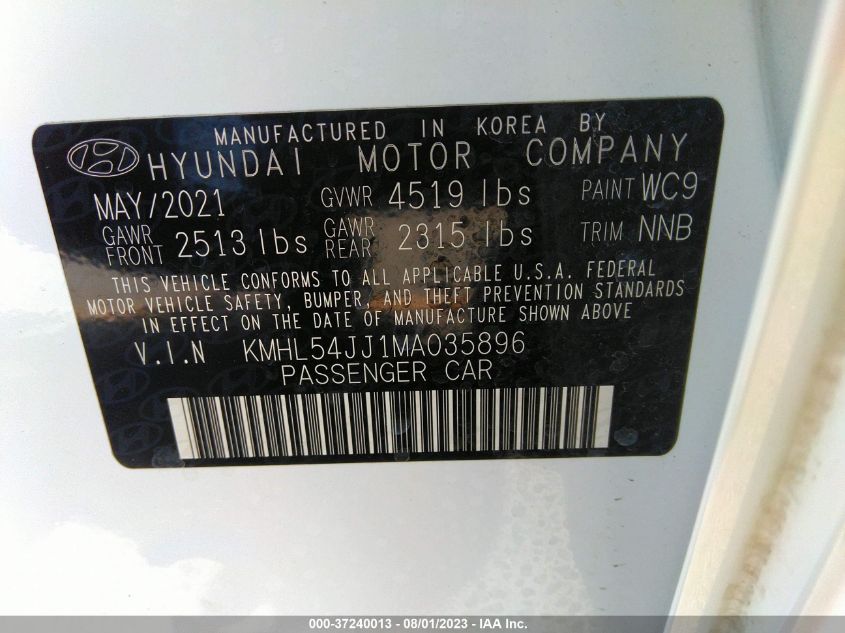 MANUFACTURED IN KOREA BY
HYUNDAI MOTOR COMPANY
MAY/2021 GVWR 4519 lbs PAINT WC9
GAWR FRONT 2513 lbs GAWR REAR 2315 lbs TRIM NNB
THIS VEHICLE CONFORMS TO ALL APPLICABLE U.S.A. FEDERAL
MOTOR VEHICLE SAFETY, BUMPER, AND THEFT PREVENTION STANDARDS
IN EFFECT ON THE DATE OF MANUFACTURE SHOWN ABOVE
V.I.N KMHL54JJ1MA035896
PASSENGER CAR
000-37240013 - 08/01/2023 - IAA Inc.